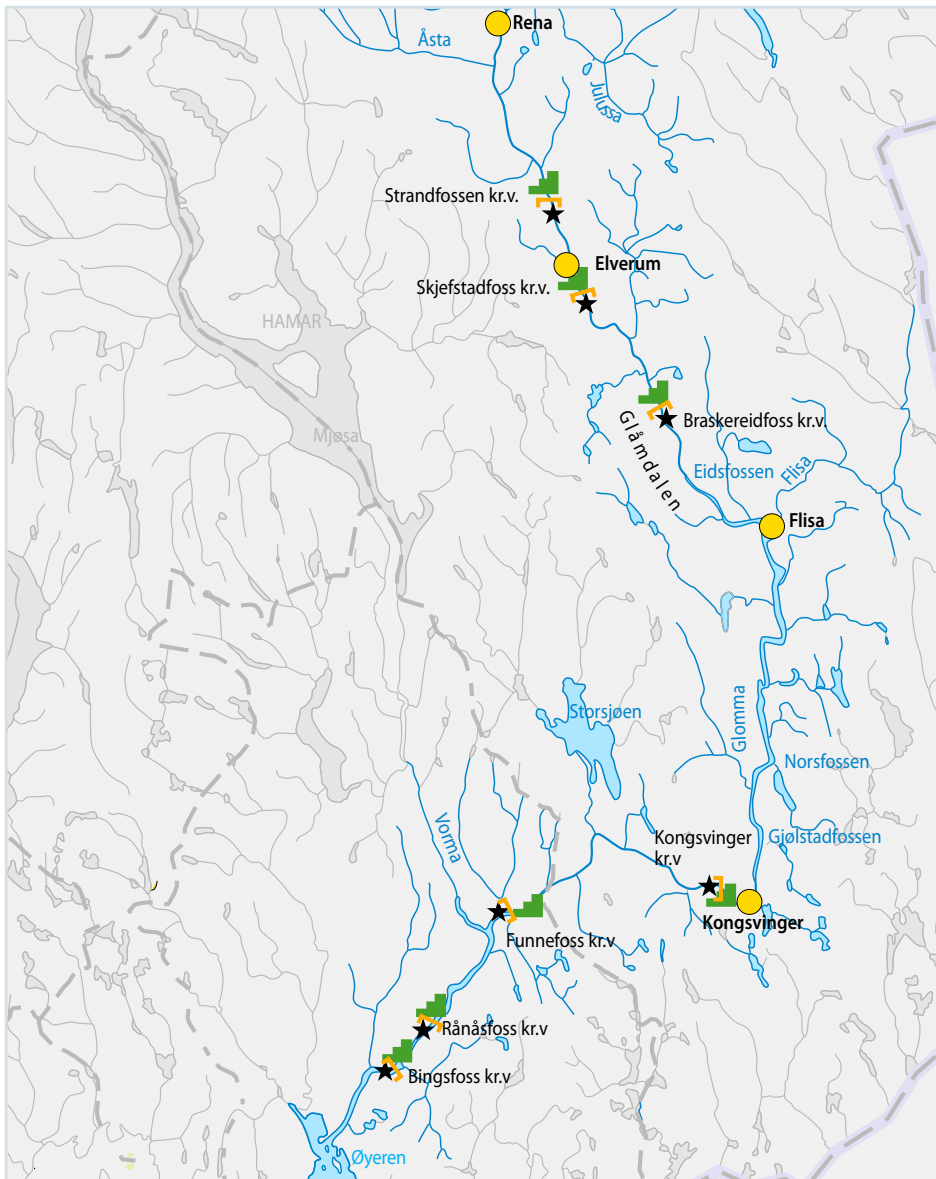 Rena
Åsta
Julussa
Strandfossen kr.v.
Elverum
Skjefstadfoss kr.v.
HAMAR
Mjøsa
Braskereidfoss kr.v.
Glåmdalen
Eidsfossen
Flisa
Flisa
Storsjøen
Glomma
Norsfossen
Vorma
Kongsvinger
kr.v
Gjølstadfossen
Kongsvinger
Funnefoss kr.v
Rånåsfoss kr.v
Bingsfoss kr.v
Øyeren